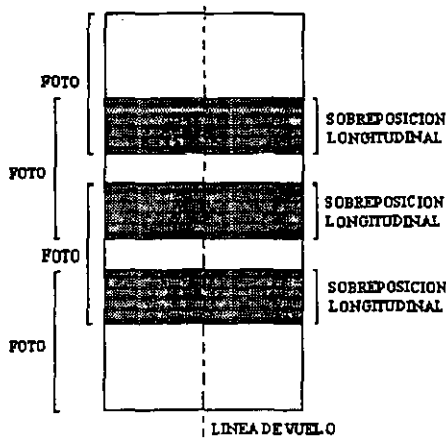 FOTO
SOBREPOSICION
LONGITUDINAL
FOTO
SOBREPOSICION
LONGITUDINAL
FOTO
SOBREPOSICION
LONGITUDINAL
FOTO
LINEA DE VUELO